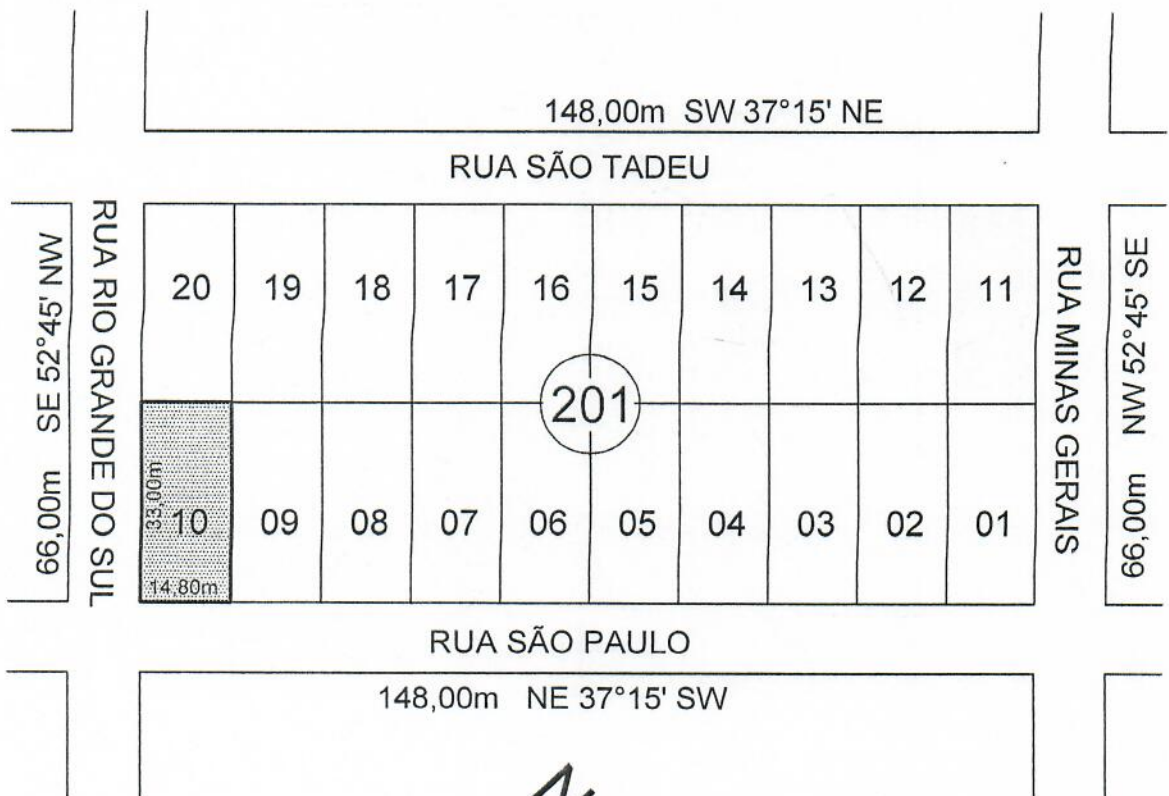 148,00m SW 37°15' NE
RUA SÃO TADEU
66,00m SE 52°45' NW
RUA RIO GRANDE DO SUL
20 19 18 17 16 15 14 13 12 11
RUA MINAS GERAIS
NW 52°45' SE
66,00m
201
33,00m
10 09 08 07 06 05 04 03 02 01
14,80m
RUA SÃO PAULO
148,00m NE 37°15' SW